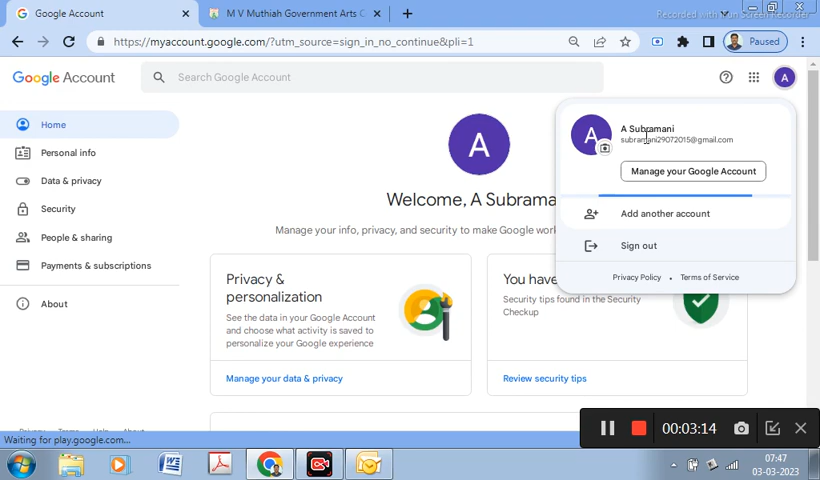 Google Account
M V Muthiah Government Arts C
https://myaccount.google.com/?utm_source=sign_in_no_continue&pli=1
Paused
Google Account
Search Google Account
A
Home
Personal info
Data & privacy
Security
People & sharing
Payments & subscriptions
About
A
Welcome, A Subrama
Manage your info, privacy, and security to make Google wor
Privacy &
personalization
See the data in your Google Account
and choose what activity is saved to
personalize your Google experience
Manage your data & privacy
You have
Security tips found in the Security
Checkup
Review security tips
A
A Subramani
subramani29072015@gmail.com
Manage your Google Account
Add another account
Sign out
Privacy Policy • Terms of Service
Waiting for play.google.com...
00:03:14
07:47
03-03-2023